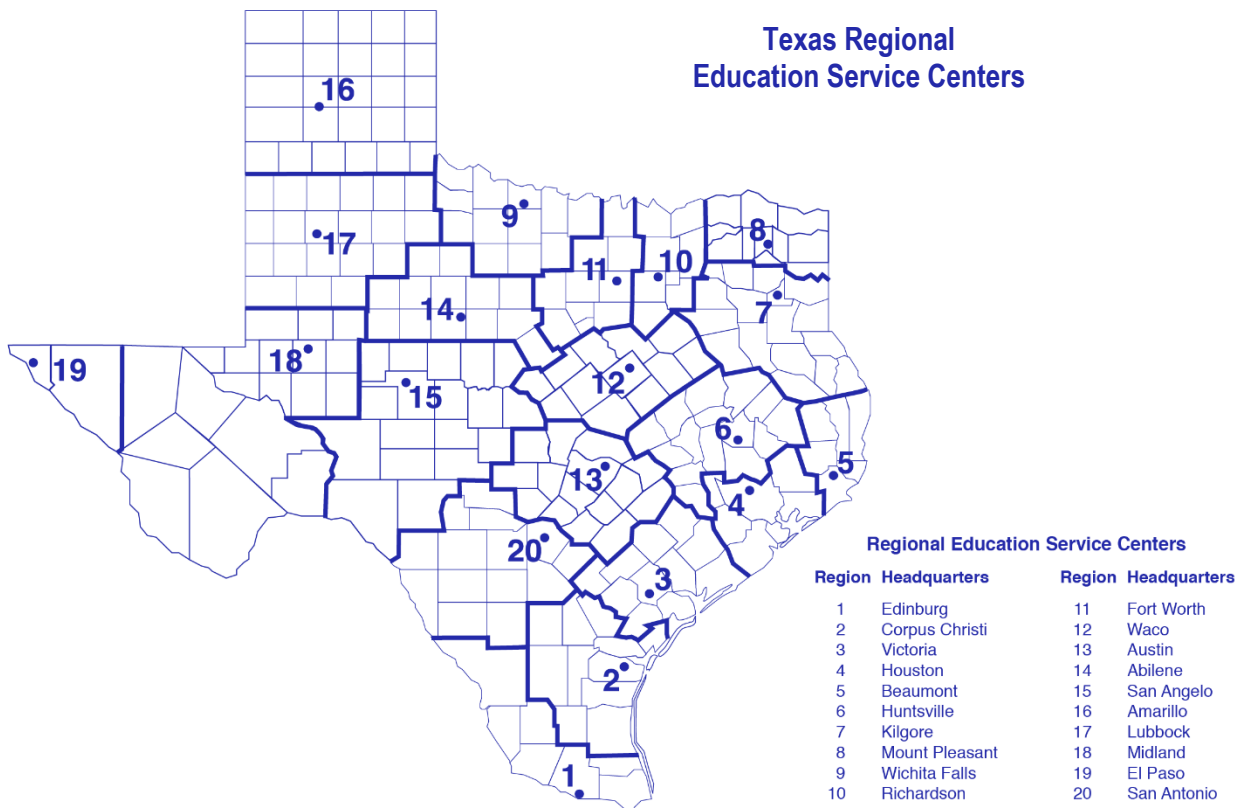 Texas Regional
Education Service Centers
16
9
8
17
11
10
7
14
18
19
15
12
6
5
13
4
20
3
2
1
Regional Education Service Centers
Region Headquarters Region Headquarters
1 Edinburg 11 Fort Worth
2 Corpus Christi 12 Waco
3 Victoria 13 Austin
4 Houston 14 Abilene
5 Beaumont 15 San Angelo
6 Huntsville 16 Amarillo
7 Kilgore 17 Lubbock
8 Mount Pleasant 18 Midland
9 Wichita Falls 19 El Paso
10 Richardson 20 San Antonio